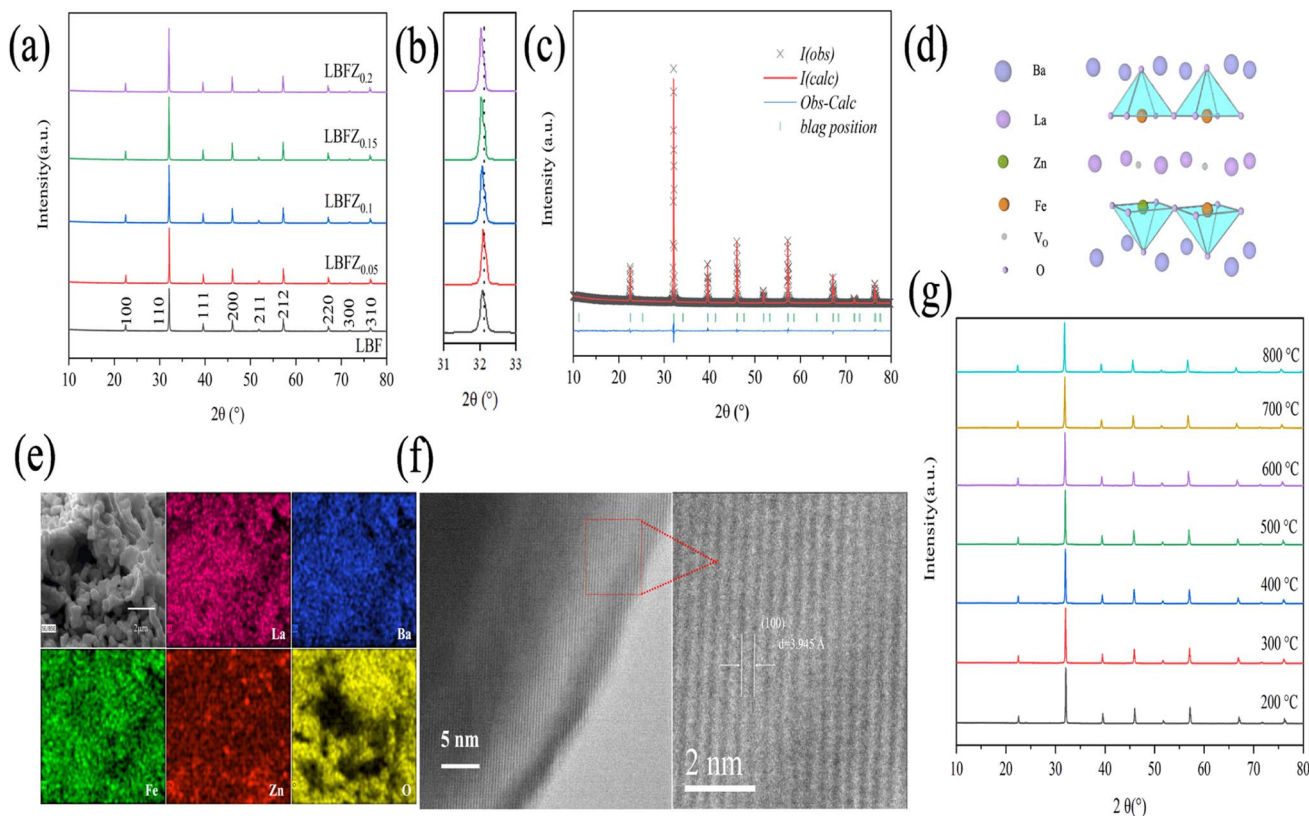 (a)
Intensity(a.u.)
LBFZ0.2
LBFZ0.15
LBFZ0.1
LBFZ0.05
LBF
100 110 111 200 211 212 220 300 310
10 20 30 40 50 60 70 80
2θ (°)
(b)
31 32 33
2θ (°)
(c)
Intensity (a.u.)
I(obs)
I(calc)
Obs-Calc
blag position
10 20 30 40 50 60 70 80
2θ (°)
(d)
Ba
La
Zn
Fe
VO
O
(e)
2μm
La
Ba
Fe
Zn
O
(f)
5 nm
(100)
d=3.945 A
2 nm
(g)
Intensity(a.u.)
800 °C
700 °C
600 °C
500 °C
400 °C
300 °C
200 °C
10 20 30 40 50 60 70 80
2 θ(°)